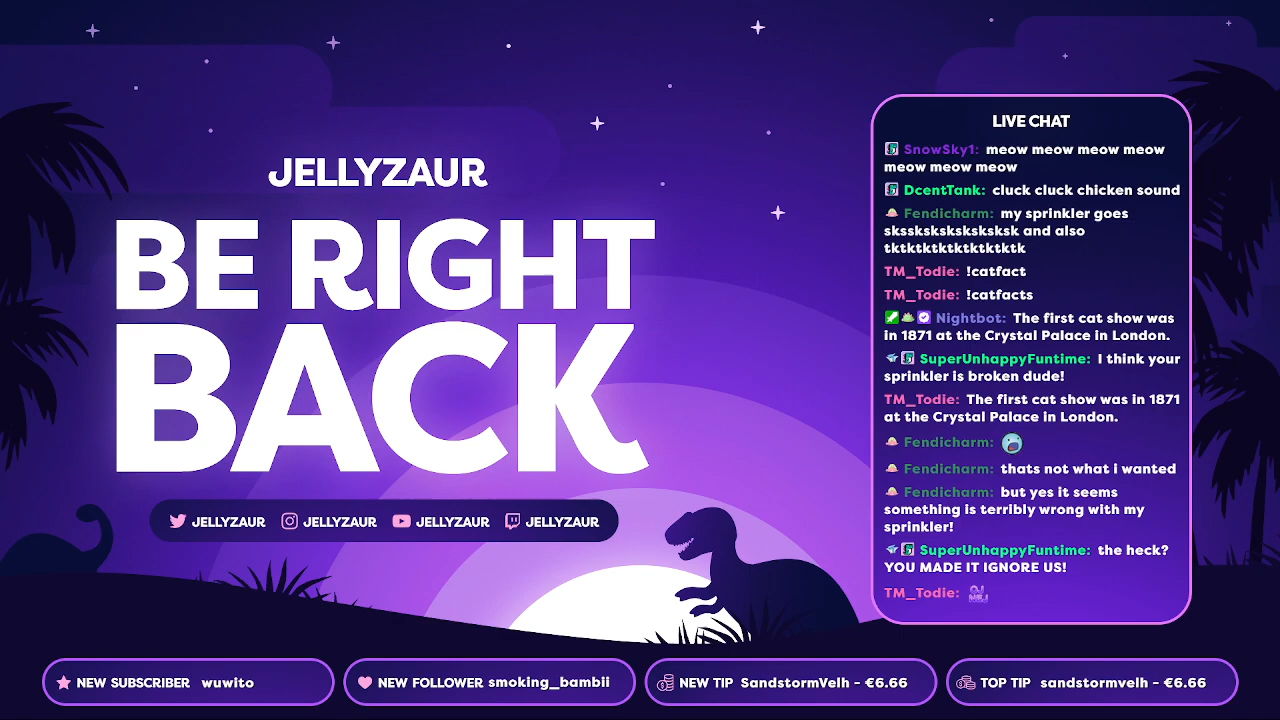 JELLYZAUR
BE RIGHT
BACK
JELLYZAUR JELLYZAUR JELLYZAUR JELLYZAUR
LIVE CHAT
SnowSky1: meow meow meow meow
meow meow meow
DcentTank: cluck cluck chicken sound
Fendicharm: my sprinkler goes
skssksksksksksksk and also
tktktktktktktktktk
TM_Todie: !catfact
TM_Todie: !catfacts
Nightbot: The first cat show was
in 1871 at the Crystal Palace in London.
SuperUnhappyFuntime: I think your
sprinkler is broken dude!
TM_Todie: The first cat show was in 1871
at the Crystal Palace in London.
Fendicharm:
Fendicharm: thats not what i wanted
Fendicharm: but yes it seems
something is terribly wrong with my
sprinkler!
SuperUnhappyFuntime: the heck?
YOU MADE IT IGNORE US!
TM_Todie:
NEW SUBSCRIBER wuwito
NEW FOLLOWER smoking_bambii
NEW TIP SandstormVelh - €6.66
TOP TIP sandstormvelh - €6.66